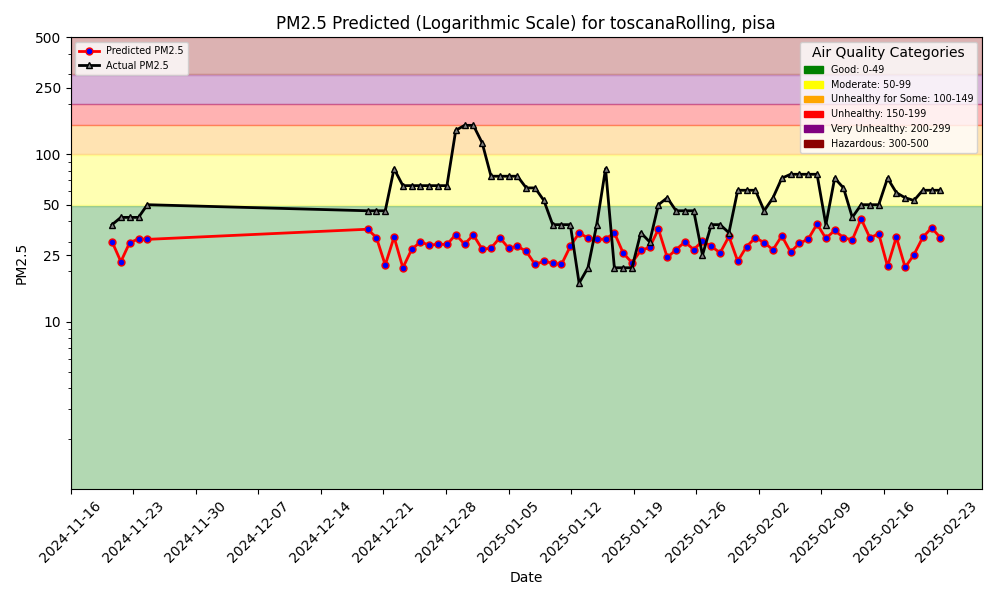 PM2.5 Predicted (Logarithmic Scale) for toscanaRolling, pisa
Predicted PM2.5
Actual PM2.5
Air Quality Categories
Good: 0-49
Moderate: 50-99
Unhealthy for Some: 100-149
Unhealthy: 150-199
Very Unhealthy: 200-299
Hazardous: 300-500
500
250
100
50
25
10
PM2.5
2024-11-16
2024-11-23
2024-11-30
2024-12-07
2024-12-14
2024-12-21
2024-12-28
2025-01-05
2025-01-12
2025-01-19
2025-01-26
2025-02-02
2025-02-09
2025-02-16
2025-02-23
Date